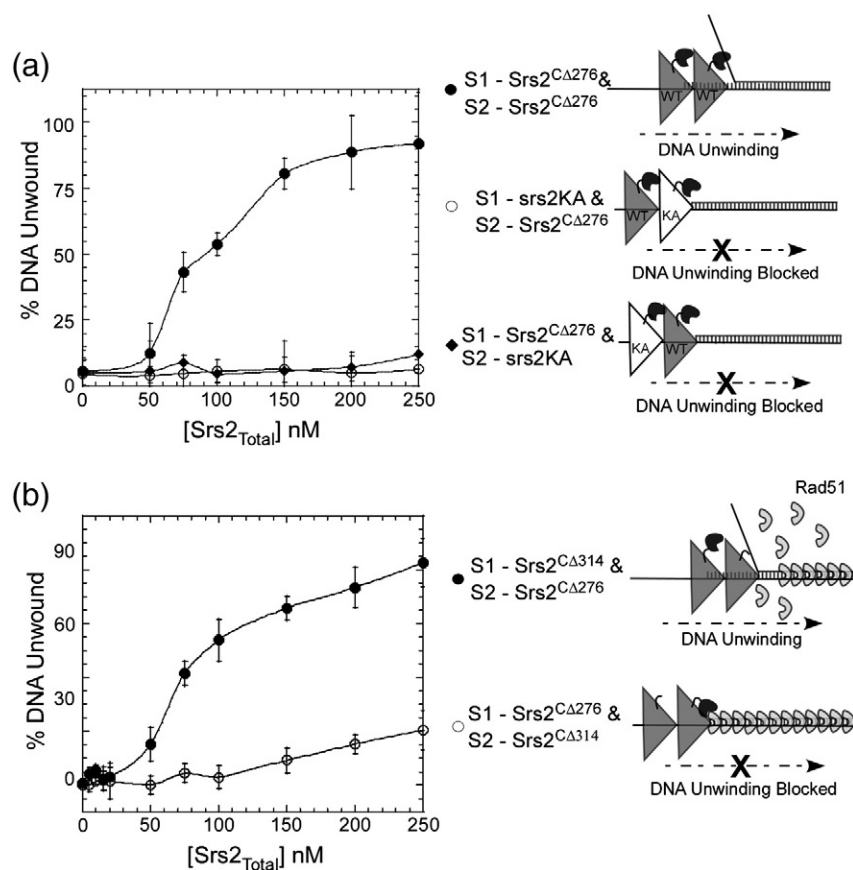 (a)
% DNA Unwound
100
75
50
25
0
0 50 100 150 200 250
[Srs2Total] nM
S1 - Srs2CΔ276 &
S2 - Srs2CΔ276
WT WT
DNA Unwinding
S1 - srs2KA &
S2 - Srs2CΔ276
WT KA
X
DNA Unwinding Blocked
S1 - Srs2CΔ276 &
S2 - srs2KA
KA WT
X
DNA Unwinding Blocked
(b)
% DNA Unwound
90
60
30
0
0 50 100 150 200 250
[Srs2Total] nM
Rad51
S1 - Srs2CΔ314 &
S2 - Srs2CΔ276
DNA Unwinding
S1 - Srs2CΔ276 &
S2 - Srs2CΔ314
X
DNA Unwinding Blocked